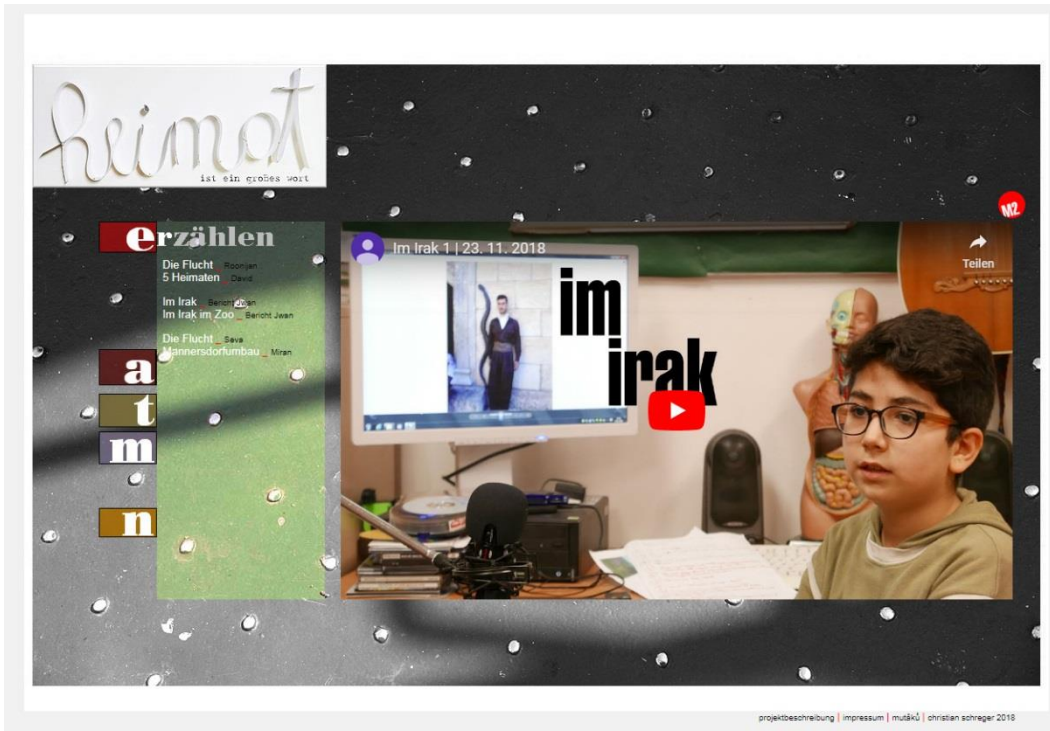 heimat
ist ein großes wort
M2
erzählen
Die Flucht _ Roonijan
5 Heimaten _ David
Im Irak _ Bericht Jwan
Im Irak im Zoo _ Bericht Jwan
Die Flucht _ Seva
Mannersdorfumbau _ Miran
a
t
m
n
Im Irak 1 | 23. 11. 2018
Teilen
im
irak
projektbeschreibung | impressum | mutåků | christian schreger 2018